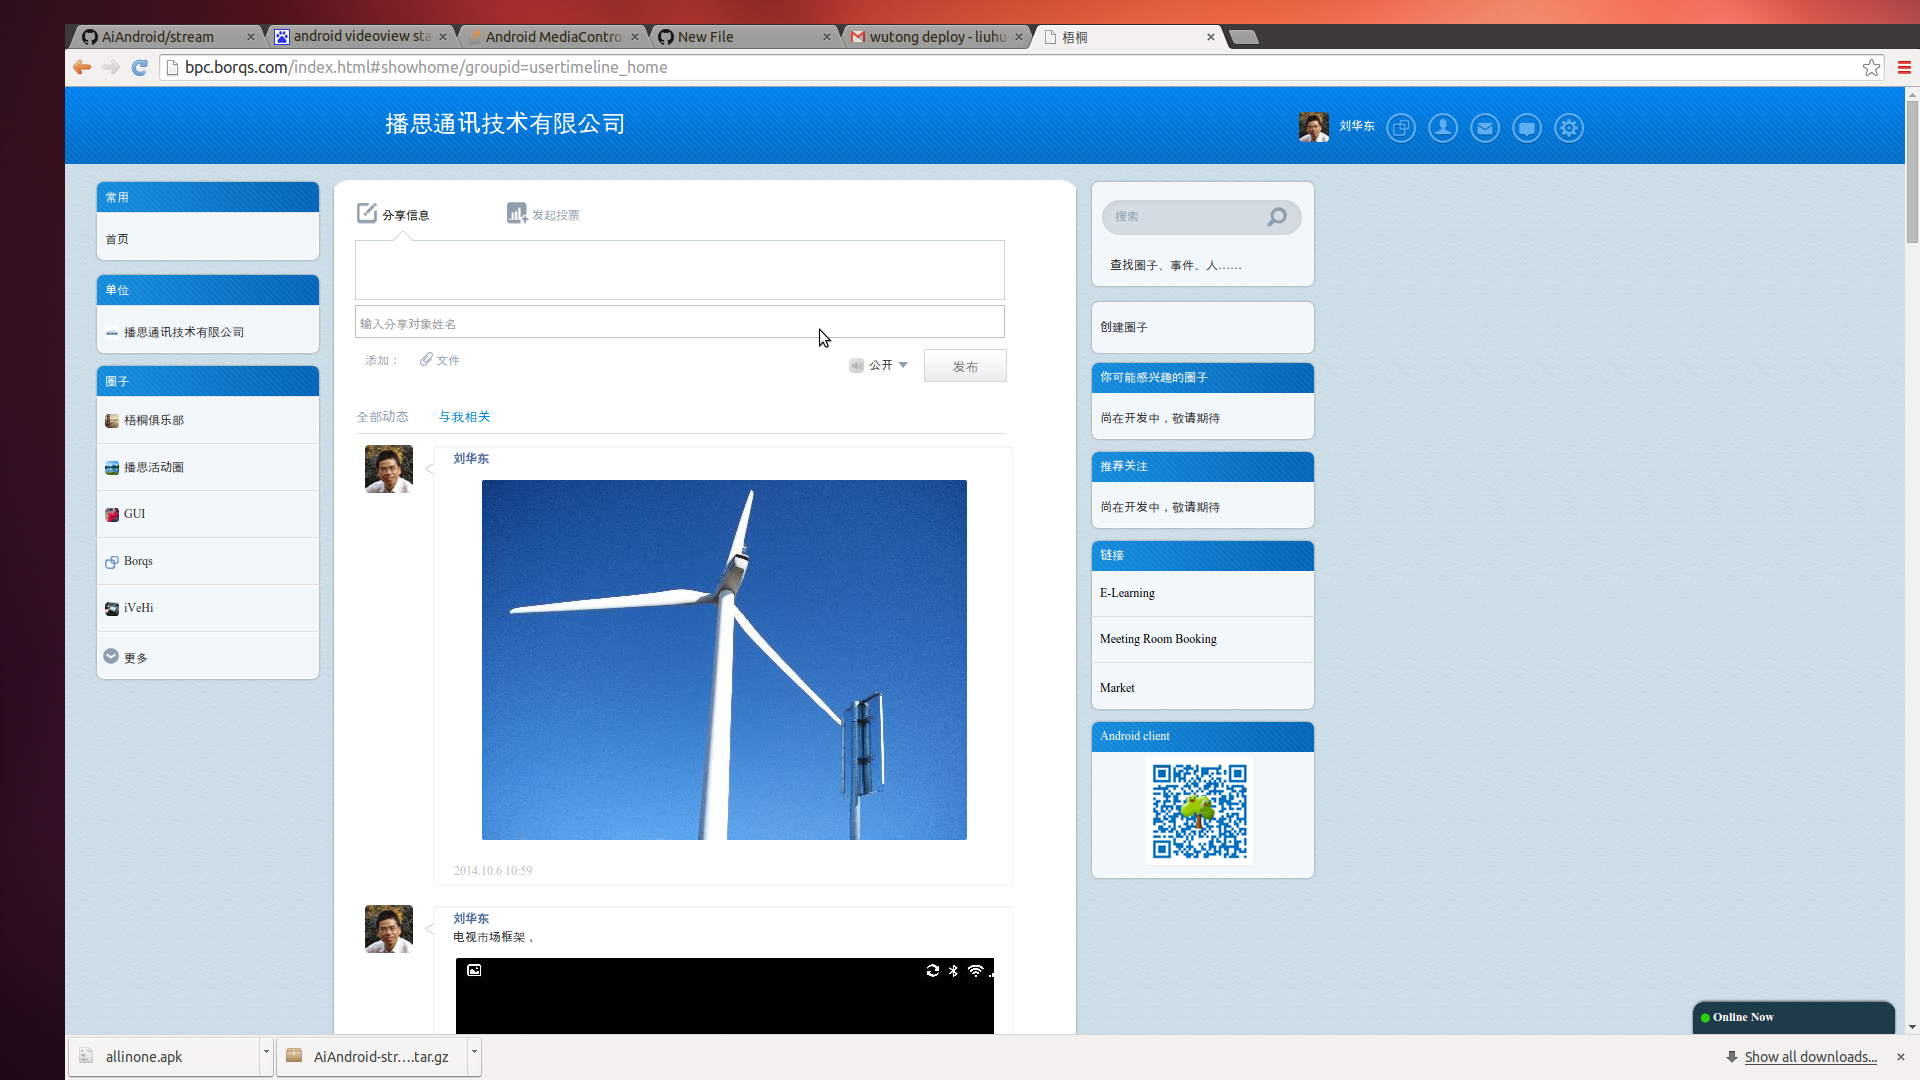 AiAndroid/stream
android videoview sta
Android MediaContro
New File
wutong deploy - liuhu
梧桐
bpc.borqs.com/index.html#showhome/groupid=usertimeline_home
播思通讯技术有限公司
刘华东
常用
首页
单位
播思通讯技术有限公司
圈子
梧桐俱乐部
播思活动圈
GUI
Borqs
iVeHi
更多
分享信息
发起投票
输入分享对象姓名
添加：
文件
公开
发布
全部动态
与我相关
刘华东
2014.10.6 10:59
刘华东
电视市场框架，
搜索
查找圈子、事件、人……
创建圈子
你可能感兴趣的圈子
尚在开发中，敬请期待
推荐关注
尚在开发中，敬请期待
链接
E-Learning
Meeting Room Booking
Market
Android client
Online Now
allinone.apk
AiAndroid-str....tar.gz
Show all downloads...